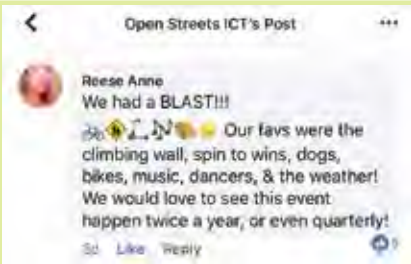 Open Streets ICT's Post
Reese Anne
We had a BLAST!!!
Our favs were the
climbing wall, spin to wins, dogs,
bikes, music, dancers, & the weather!
We would love to see this event
happen twice a year, or even quarterly!
5d Like Reply